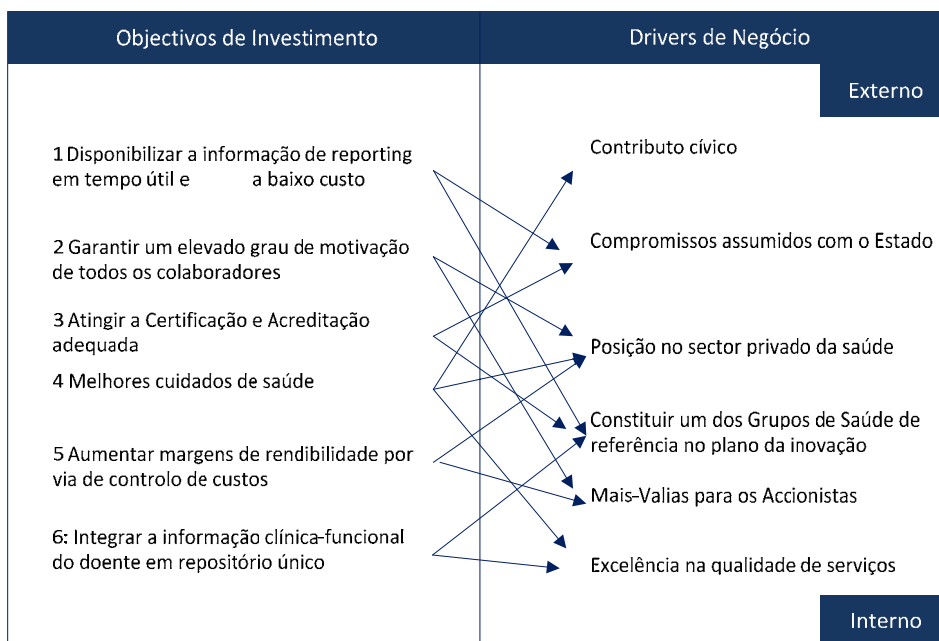 Objectivos de Investimento
Drivers de Negócio
Externo
1 Disponibilizar a informação de reporting
em tempo útil e a baixo custo
2 Garantir um elevado grau de motivação
de todos os colaboradores
3 Atingir a Certificação e Acreditação
adequada
4 Melhores cuidados de saúde
5 Aumentar margens de rendibilidade por
via de controlo de custos
6: Integrar a informação clínica-funcional
do doente em repositório único
Contributo cívico
Compromissos assumidos com o Estado
Posição no sector privado da saúde
Constituir um dos Grupos de Saúde de
referência no plano da inovação
Mais-Valias para os Accionistas
Excelência na qualidade de serviços
Interno